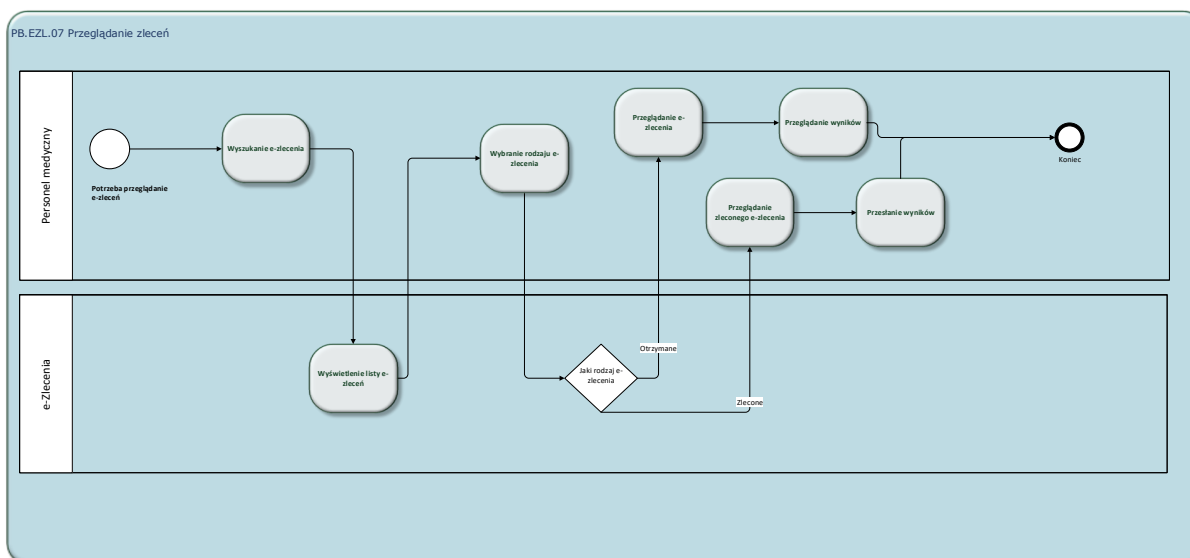 PB.EZL.07 Przeglądanie zleceń
Personel medyczny
Potrzeba przeglądanie
e-zleceń
Wyszukanie e-zlecenia
Wybranie rodzaju e-
zlecenia
Przeglądanie e-
zlecenia
Przeglądanie wyników
Przeglądanie
zleconego e-zlecenia
Przesłanie wyników
Koniec
e-Zlecenia
Wyświetlenie listy e-
zleceń
Jaki rodzaj e-
zlecenia
Otrzymane
Zlecone